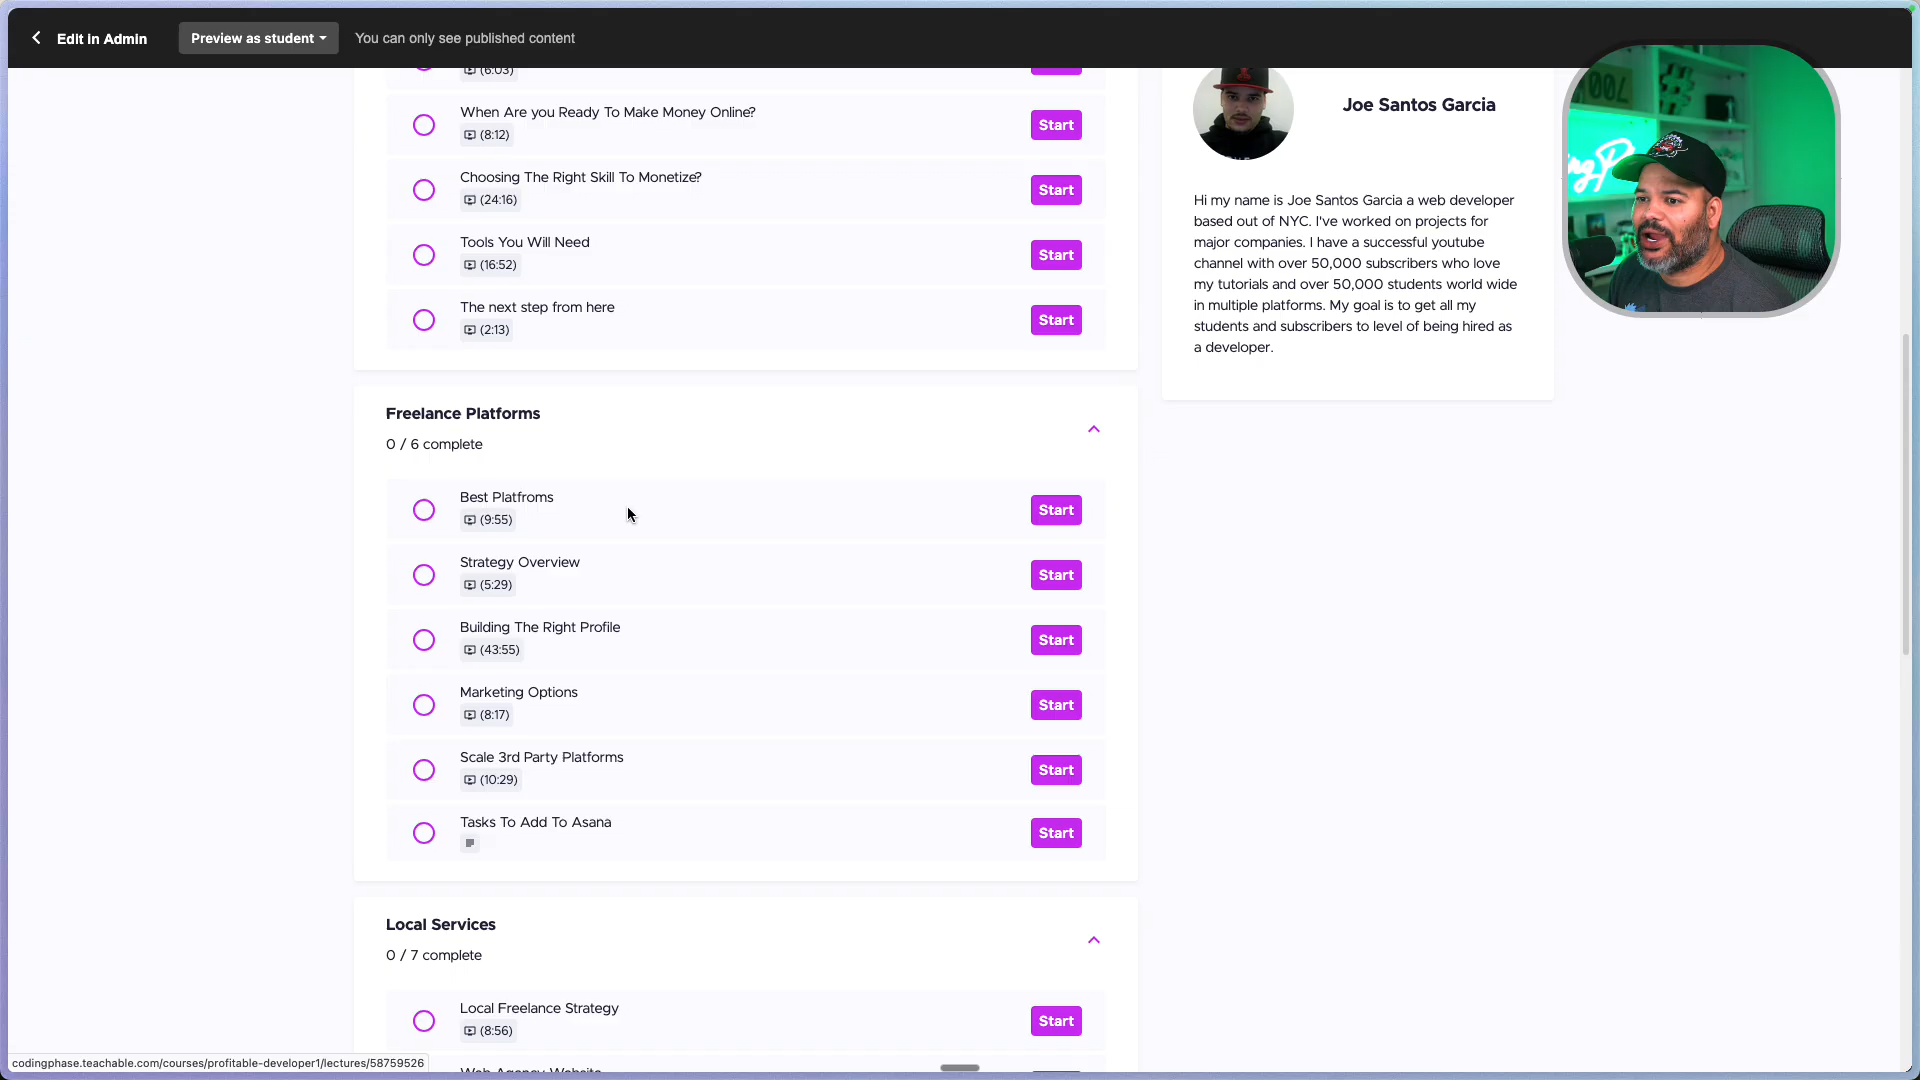 Edit in Admin
Preview as student
You can only see published content
(6:03)
When Are you Ready To Make Money Online?
(8:12)
Start
Choosing The Right Skill To Monetize?
(24:16)
Start
Tools You Will Need
(16:52)
Start
The next step from here
(2:13)
Start
Freelance Platforms
0 / 6 complete
Best Platfroms
(9:55)
Start
Strategy Overview
(5:29)
Start
Building The Right Profile
(43:55)
Start
Marketing Options
(8:17)
Start
Scale 3rd Party Platforms
(10:29)
Start
Tasks To Add To Asana
Start
Local Services
0 / 7 complete
Local Freelance Strategy
(8:56)
Start
Web Agency Website
Joe Santos Garcia
Hi my name is Joe Santos Garcia a web developer
based out of NYC. I've worked on projects for
major companies. I have a successful youtube
channel with over 50,000 subscribers who love
my tutorials and over 50,000 students world wide
in multiple platforms. My goal is to get all my
students and subscribers to level of being hired as
a developer.
codingphase.teachable.com/courses/profitable-developer1/lectures/58759526